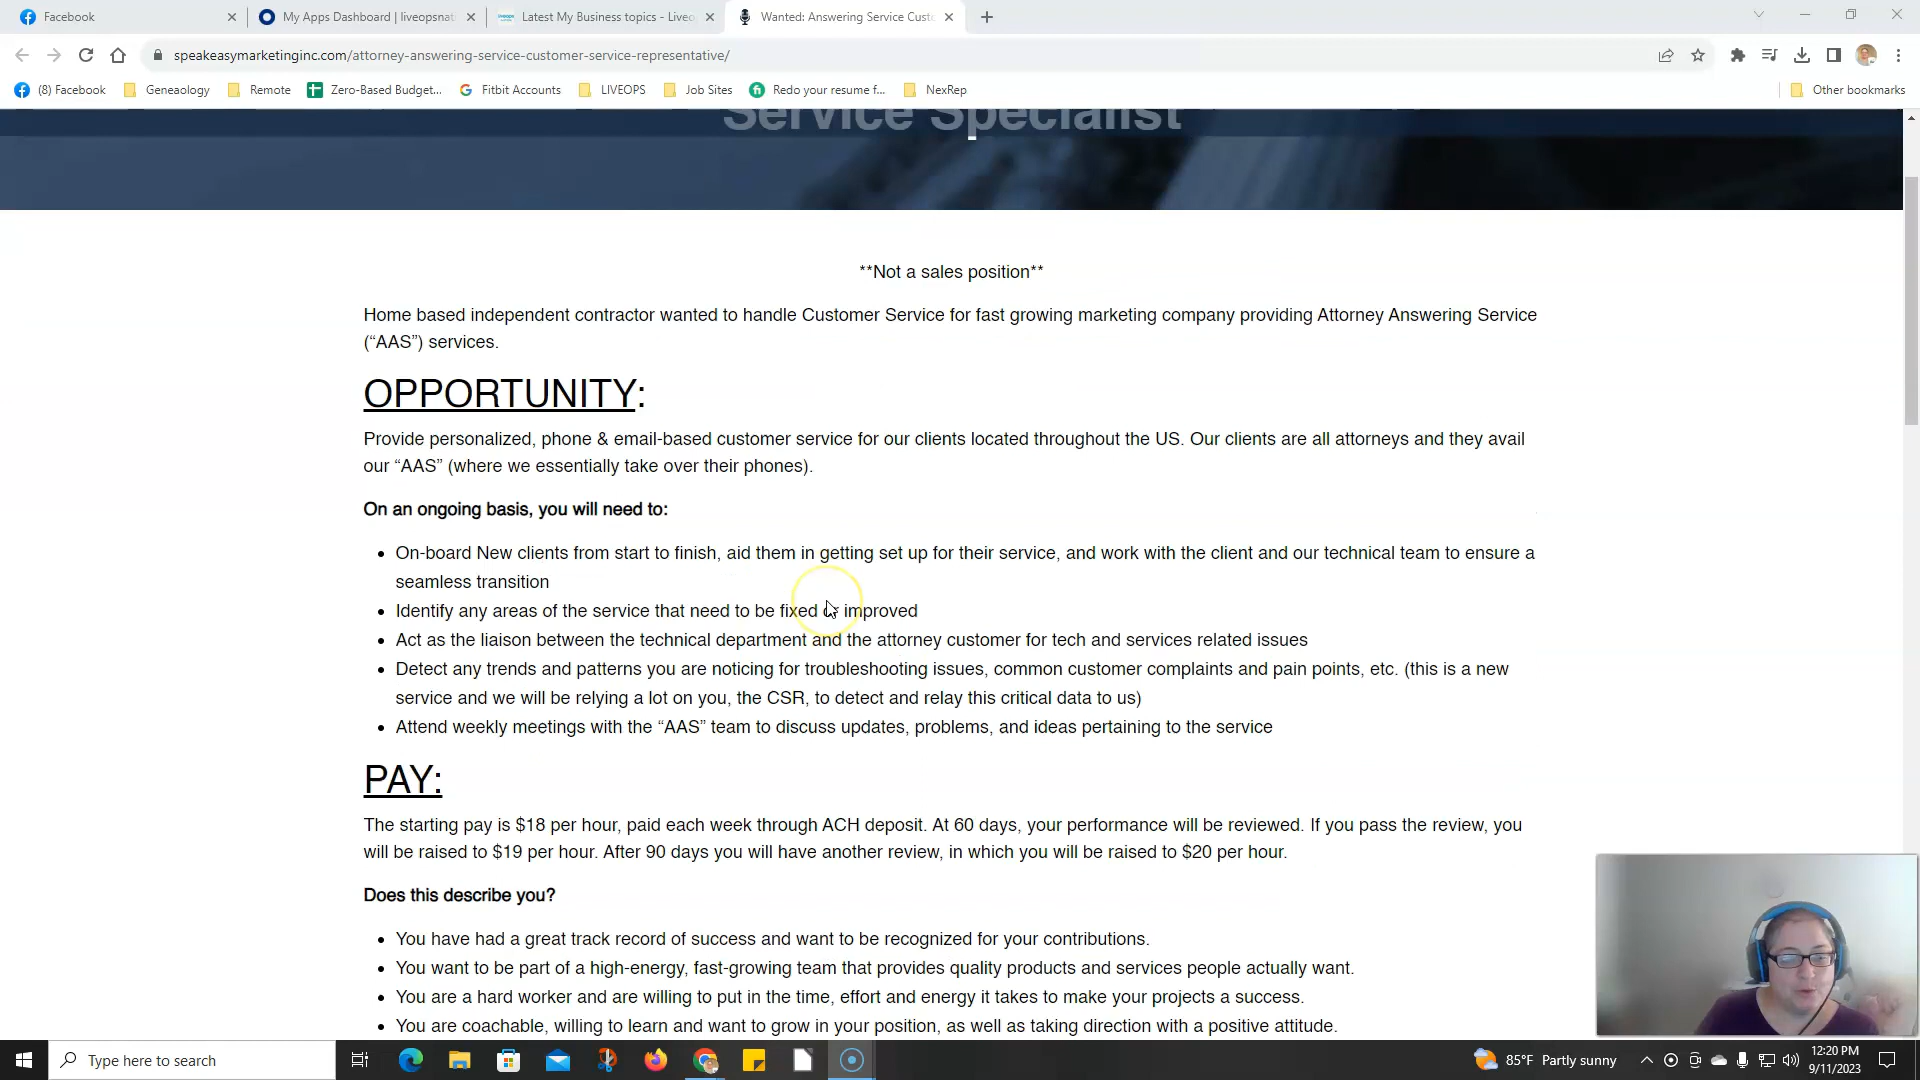 Facebook
My Apps Dashboard | liveopsnati
Latest My Business topics - Liveo
Wanted: Answering Service Custo
speakeasymarketinginc.com/attorney-answering-service-customer-service-representative/
(8) Facebook
Geneaology
Remote
Zero-Based Budget...
Fitbit Accounts
LIVEOPS
Job Sites
Redo your resume f...
NexRep
Other bookmarks
Service Specialist
**Not a sales position**
Home based independent contractor wanted to handle Customer Service for fast growing marketing company providing Attorney Answering Service
(“AAS”) services.
OPPORTUNITY:
Provide personalized, phone & email-based customer service for our clients located throughout the US. Our clients are all attorneys and they avail
our “AAS” (where we essentially take over their phones).
On an ongoing basis, you will need to:
On-board New clients from start to finish, aid them in getting set up for their service, and work with the client and our technical team to ensure a
seamless transition
Identify any areas of the service that need to be fixed or improved
Act as the liaison between the technical department and the attorney customer for tech and services related issues
Detect any trends and patterns you are noticing for troubleshooting issues, common customer complaints and pain points, etc. (this is a new
service and we will be relying a lot on you, the CSR, to detect and relay this critical data to us)
Attend weekly meetings with the “AAS” team to discuss updates, problems, and ideas pertaining to the service
PAY:
The starting pay is $18 per hour, paid each week through ACH deposit. At 60 days, your performance will be reviewed. If you pass the review, you
will be raised to $19 per hour. After 90 days you will have another review, in which you will be raised to $20 per hour.
Does this describe you?
You have had a great track record of success and want to be recognized for your contributions.
You want to be part of a high-energy, fast-growing team that provides quality products and services people actually want.
You are a hard worker and are willing to put in the time, effort and energy it takes to make your projects a success.
You are coachable, willing to learn and want to grow in your position, as well as taking direction with a positive attitude.
Type here to search
85°F Partly sunny
12:20 PM
9/11/2023